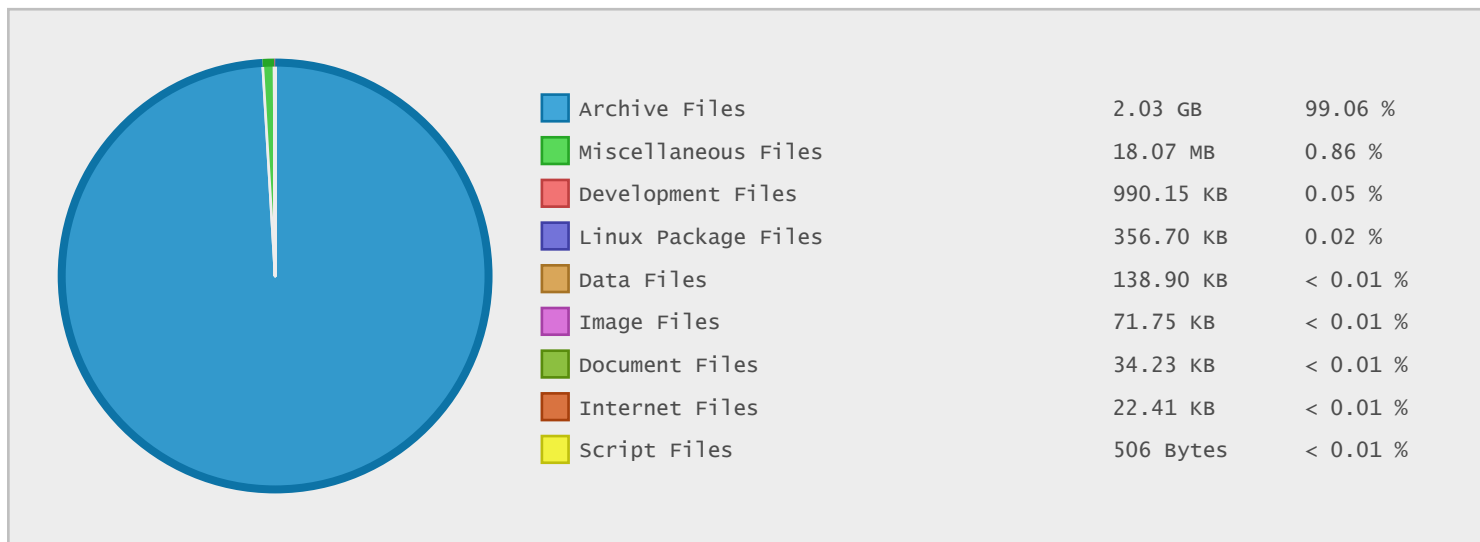 Archive Files 2.03 GB 99.06 %
Miscellaneous Files 18.07 MB 0.86 %
Development Files 990.15 KB 0.05 %
Linux Package Files 356.70 KB 0.02 %
Data Files 138.90 KB < 0.01 %
Image Files 71.75 KB < 0.01 %
Document Files 34.23 KB < 0.01 %
Internet Files 22.41 KB < 0.01 %
Script Files 506 Bytes < 0.01 %